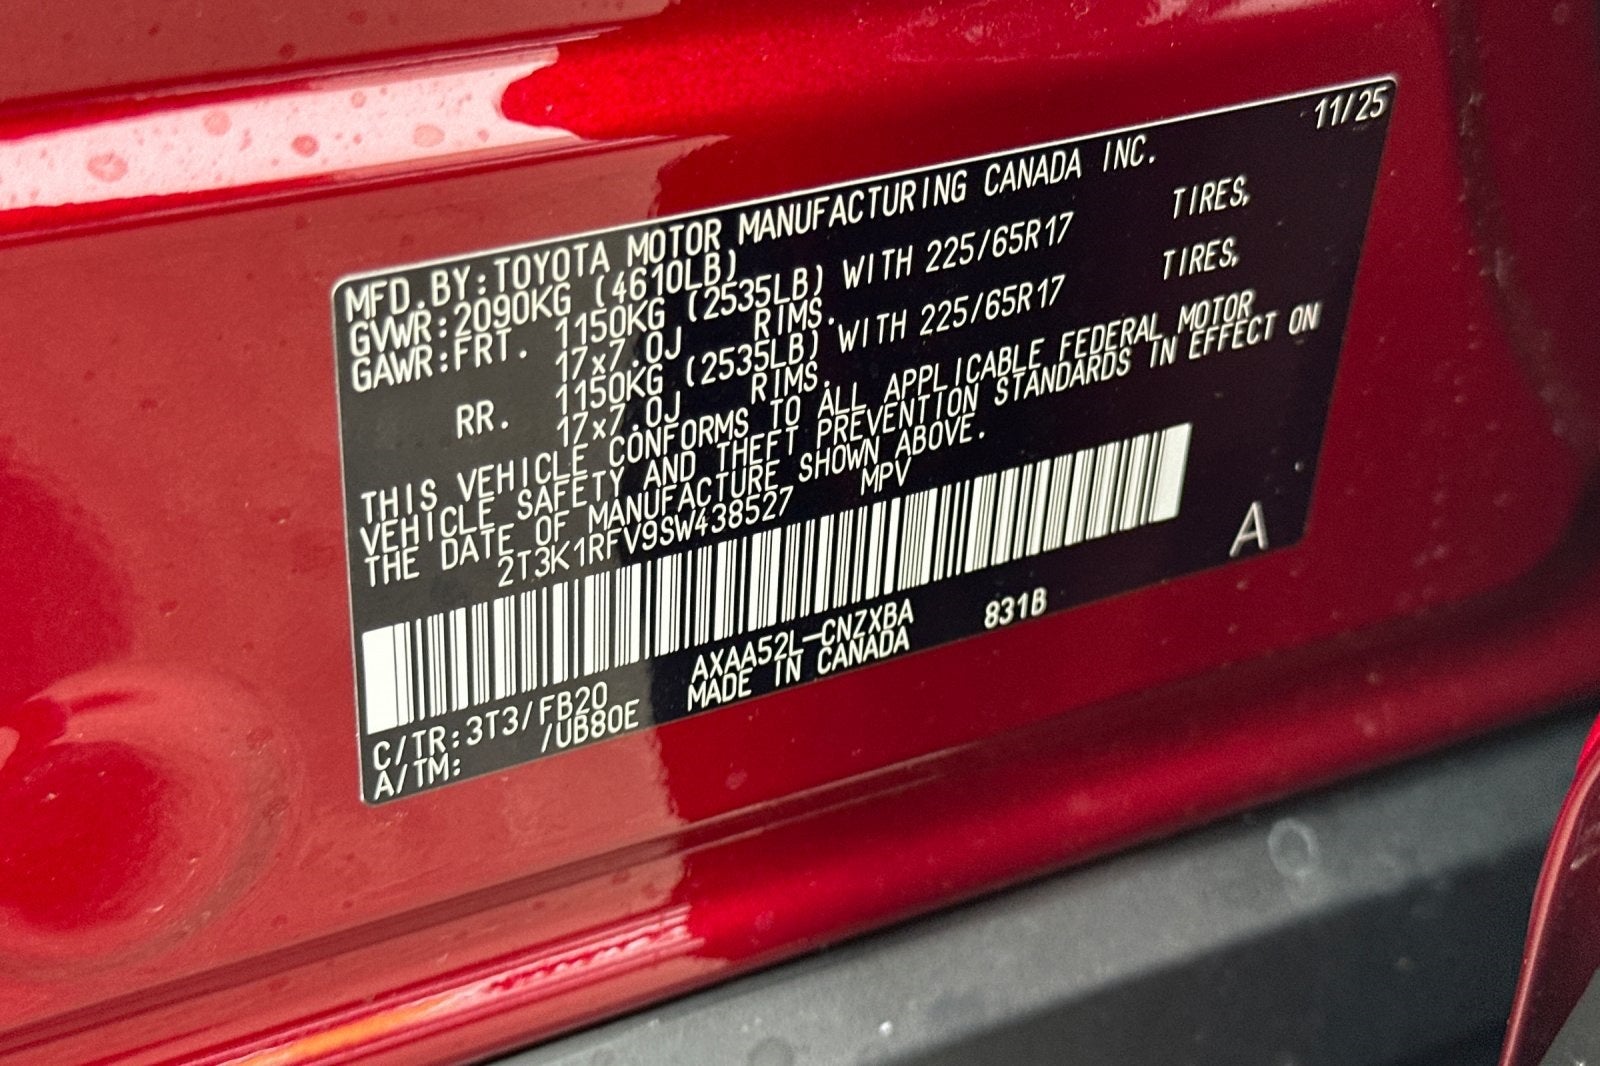 11/25
MFD.BY:TOYOTA MOTOR MANUFACTURING CANADA INC.
GVWR:2090KG (4610LB)
GAWR:FRT. 1150KG (2535LB) WITH 225/65R17 TIRES,
17x7.0J RIMS.
RR. 1150KG (2535LB) WITH 225/65R17 TIRES,
17x7.0J RIMS.
THIS VEHICLE CONFORMS TO ALL APPLICABLE FEDERAL MOTOR
VEHICLE SAFETY AND THEFT PREVENTION STANDARDS IN EFFECT ON
THE DATE OF MANUFACTURE SHOWN ABOVE.
2T3K1RFV9SW438527 MPV
A
C/TR:3T3/FB20 AXAA52L-CNZXBA 831B
A/TM: /UB80E MADE IN CANADA